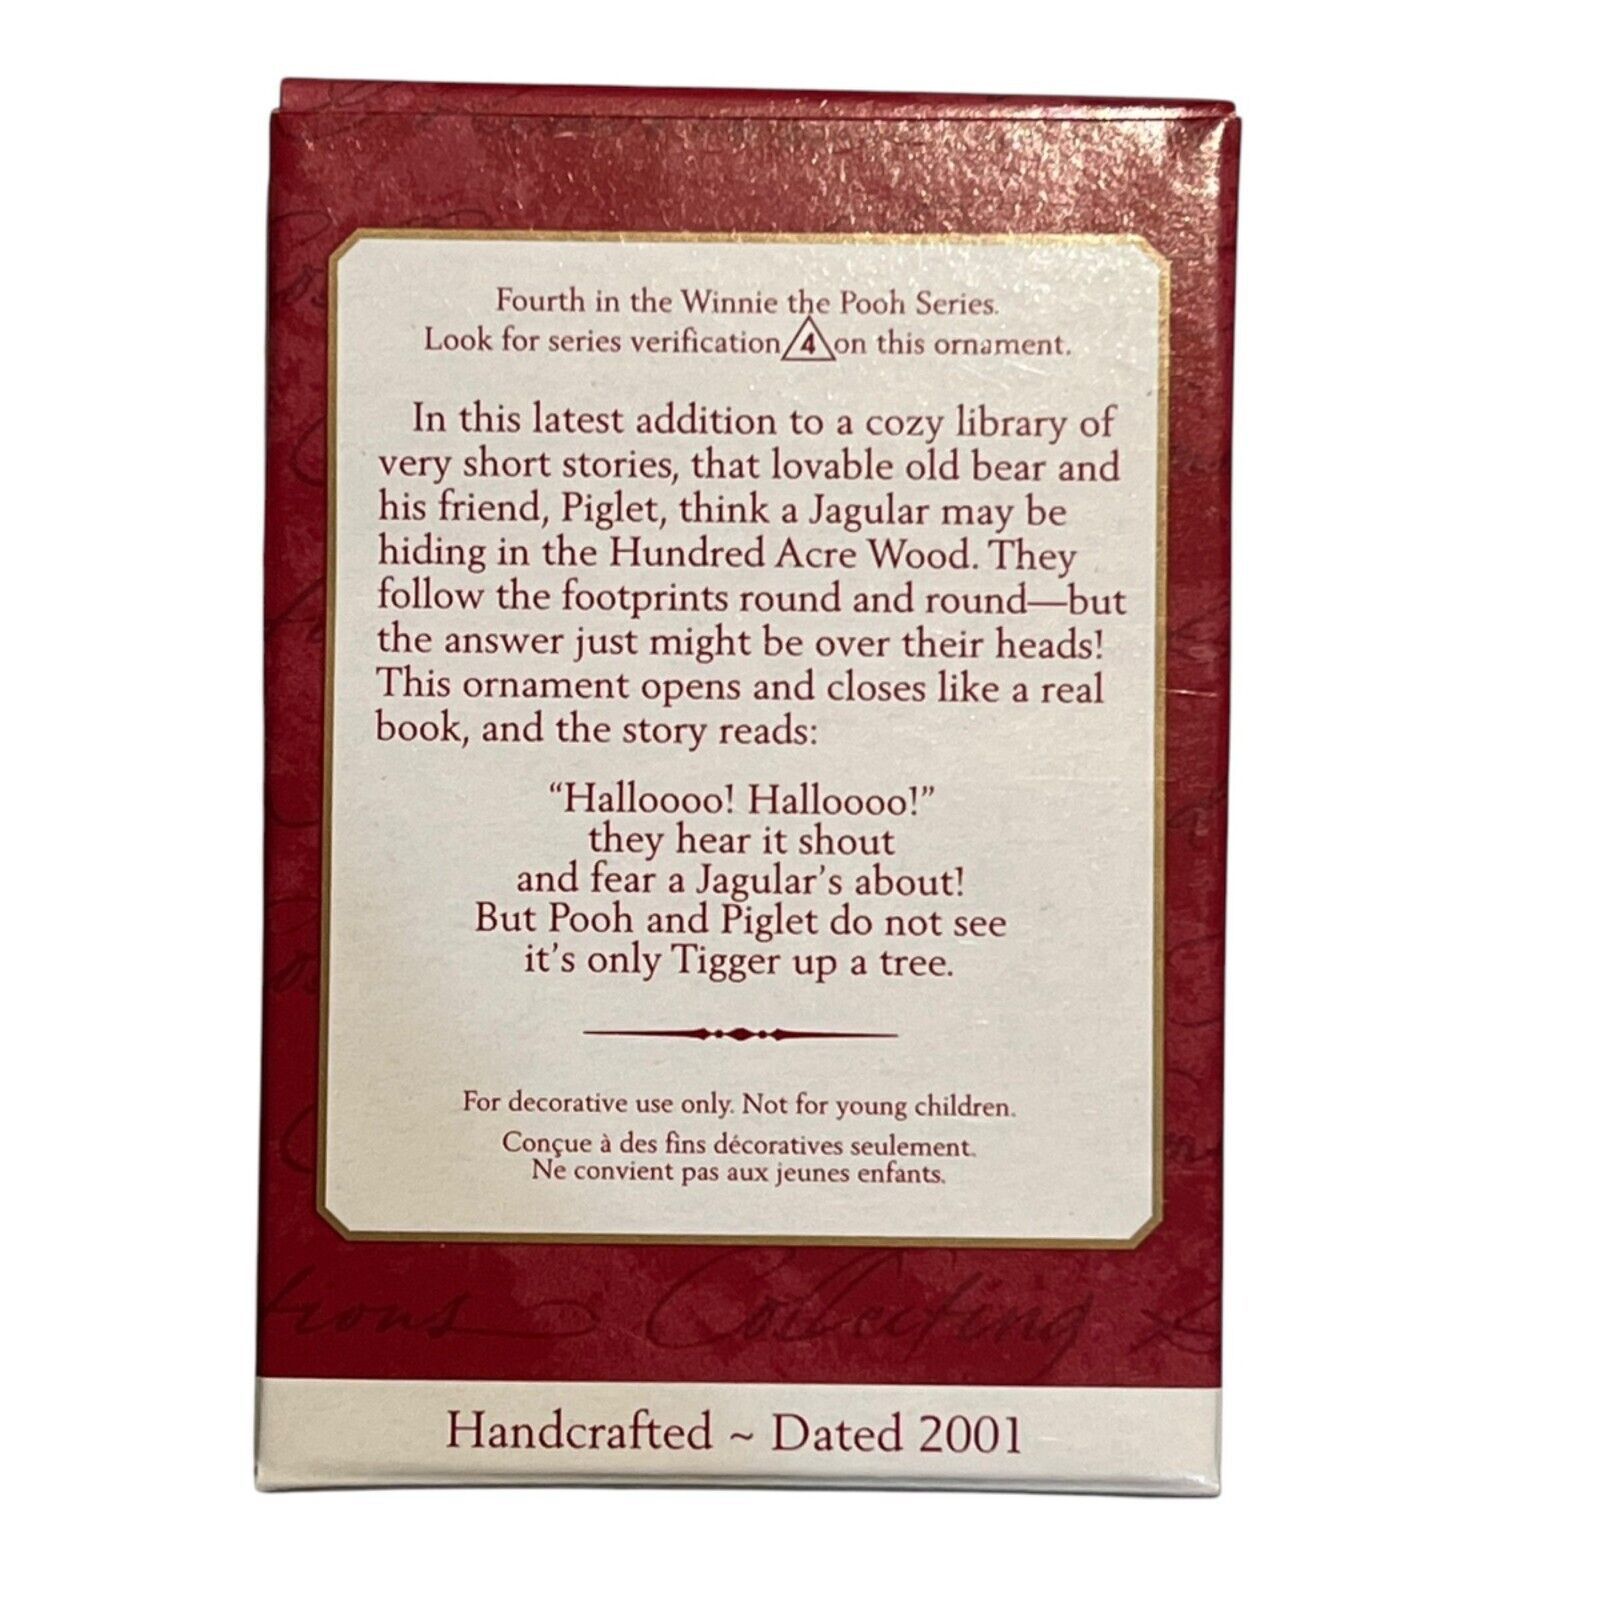 Fourth in the Winnie the Pooh Series.
Look for series verification 4 on this ornament.
In this latest addition to a cozy library of
very short stories, that lovable old bear and
his friend, Piglet, think a Jagular may be
hiding in the Hundred Acre Wood. They
follow the footprints round and round—but
the answer just might be over their heads!
This ornament opens and closes like a real
book, and the story reads:
“Halloooo! Halloooo!”
they hear it shout
and fear a Jagular’s about!
But Pooh and Piglet do not see
it’s only Tigger up a tree.
For decorative use only. Not for young children.
Conçue à des fins décoratives seulement.
Ne convient pas aux jeunes enfants.
tions Collecting
Handcrafted ~ Dated 2001